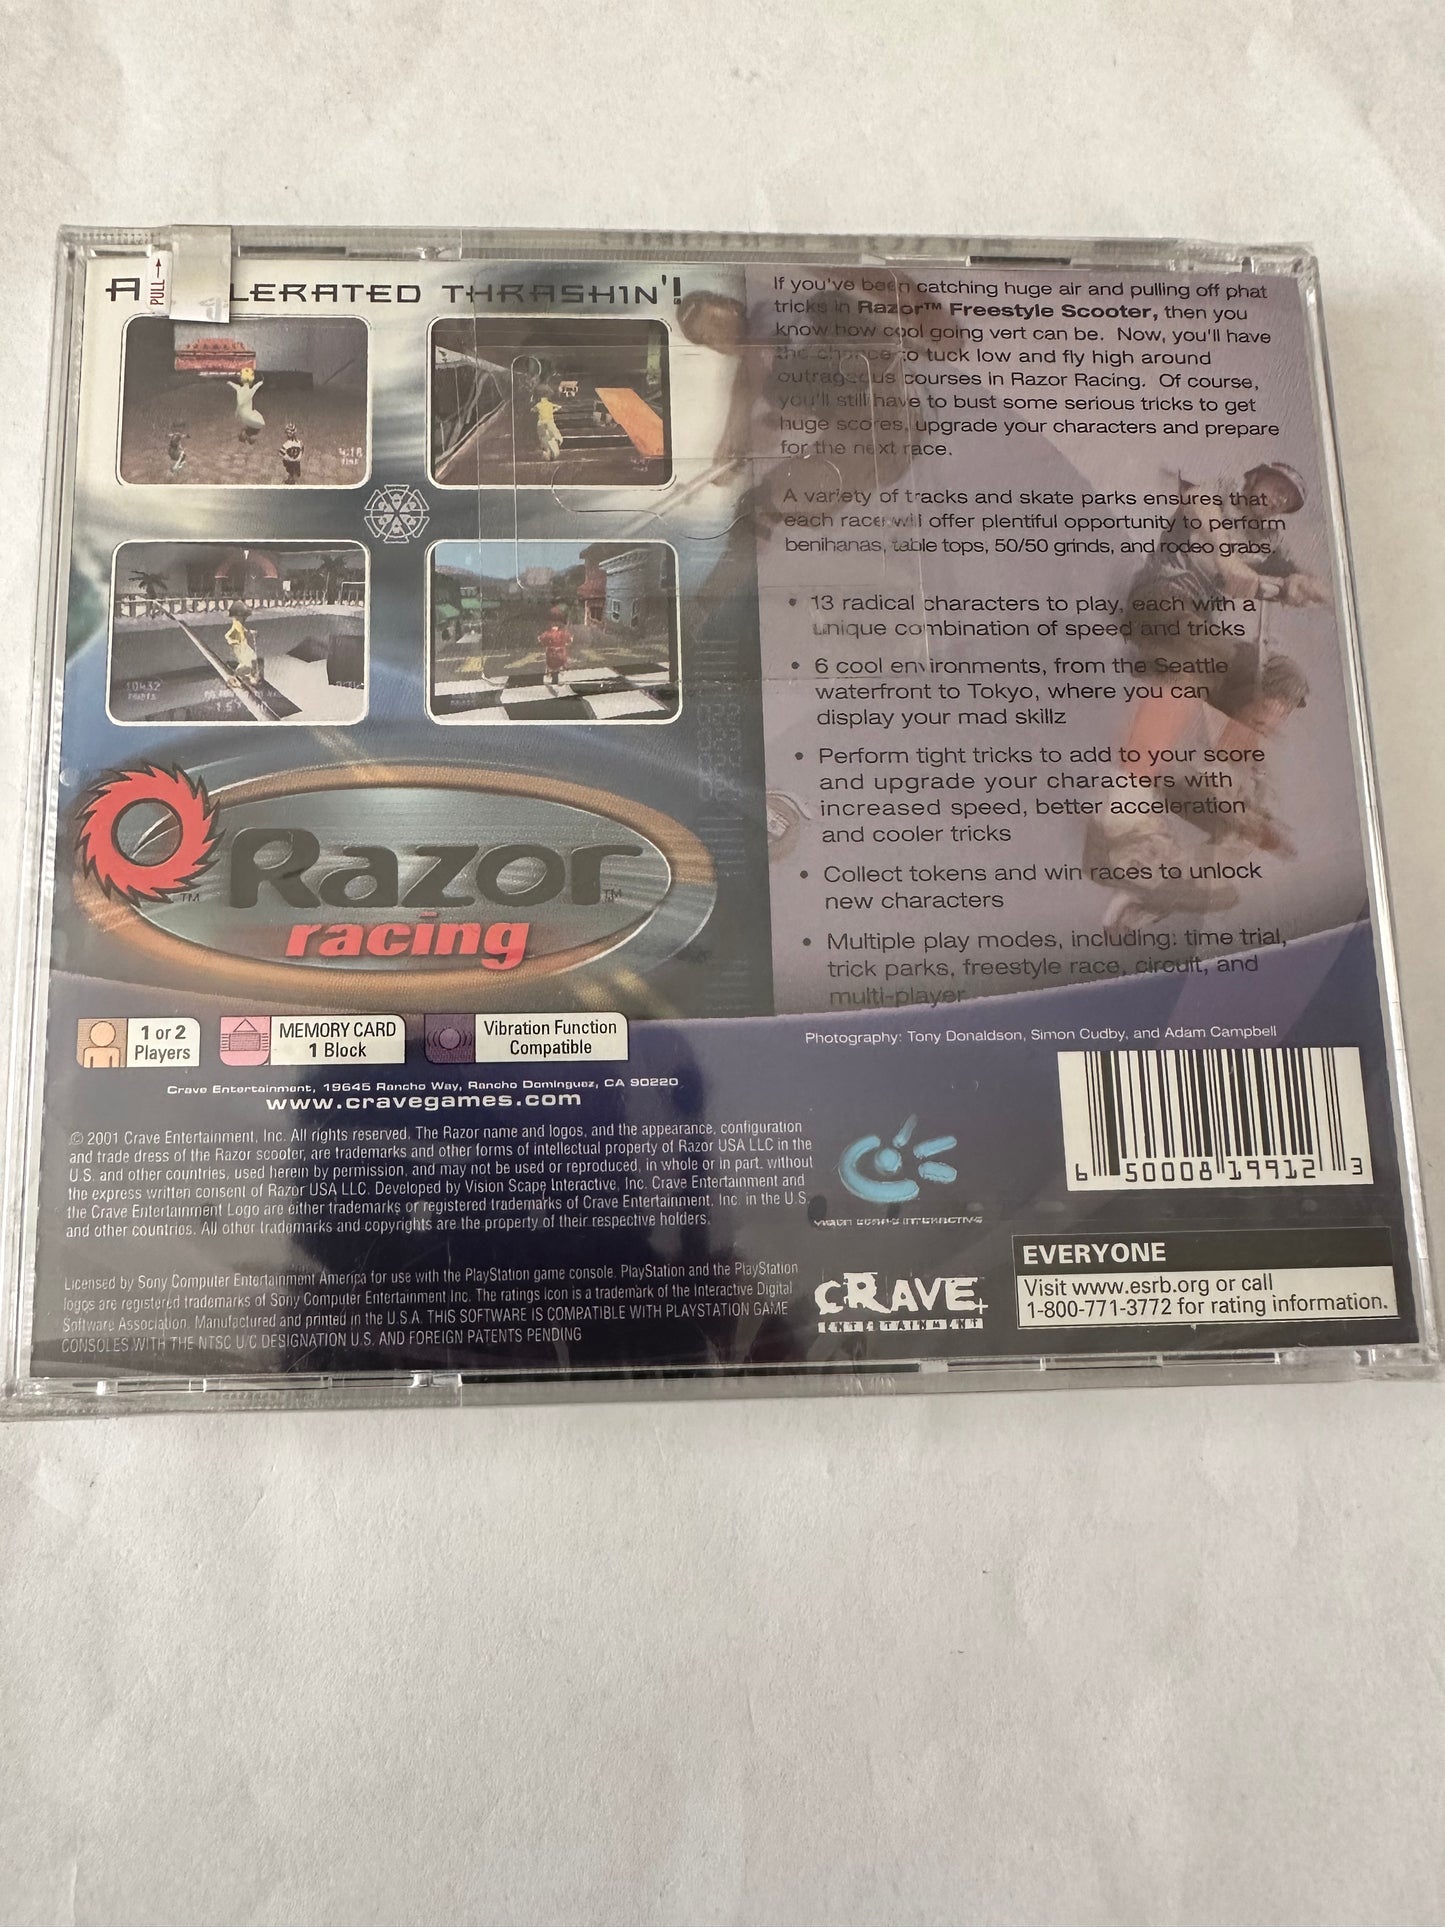 PULL →
A LERATED THRASHIN'!
If you've been catching huge air and pulling off phat
tricks in Razor™ Freestyle Scooter, then you
know how cool going vert can be. Now, you'll have
the chance to tuck low and fly high around
outrageous courses in Razor Racing. Of course,
you'll still have to bust some serious tricks to get
huge scores, upgrade your characters and prepare
for the next race.
A variety of tracks and skate parks ensures that
each racer will offer plentiful opportunity to perform
benihanas, table tops, 50/50 grinds, and rodeo grabs.
• 13 radical characters to play, each with a
unique combination of speed and tricks
• 6 cool environments, from the Seattle
waterfront to Tokyo, where you can
display your mad skillz
• Perform tight tricks to add to your score
and upgrade your characters with
increased speed, better acceleration
and cooler tricks
• Collect tokens and win races to unlock
new characters
• Multiple play modes, including: time trial,
trick parks, freestyle race, circuit, and
multi-player
Razor™
racing
1 or 2
Players
MEMORY CARD
1 Block
Vibration Function
Compatible
Photography: Tony Donaldson, Simon Cudby, and Adam Campbell
Crave Entertainment, 19645 Rancho Way, Rancho Dominguez, CA 90220
www.cravegames.com
© 2001 Crave Entertainment, Inc. All rights reserved. The Razor name and logos, and the appearance, configuration
and trade dress of the Razor scooter, are trademarks and other forms of intellectual property of Razor USA LLC in the
U.S. and other countries, used herein by permission, and may not be used or reproduced, in whole or in part, without
the express written consent of Razor USA LLC. Developed by Vision Scape Interactive, Inc. Crave Entertainment and
the Crave Entertainment Logo are either trademarks or registered trademarks of Crave Entertainment, Inc. in the U.S.
and other countries. All other trademarks and copyrights are the property of their respective holders.
Licensed by Sony Computer Entertainment America for use with the PlayStation game console. PlayStation and the PlayStation
logos are registered trademarks of Sony Computer Entertainment Inc. The ratings icon is a trademark of the Interactive Digital
Software Association. Manufactured and printed in the U.S.A. THIS SOFTWARE IS COMPATIBLE WITH PLAYSTATION GAME
CONSOLES WITH THE NTSC U/C DESIGNATION U.S. AND FOREIGN PATENTS PENDING
VISION SCAPE INTERACTIVE
CRAVE
ENTERTAINMENT
6 50008 19912 3
EVERYONE
Visit www.esrb.org or call
1-800-771-3772 for rating information.